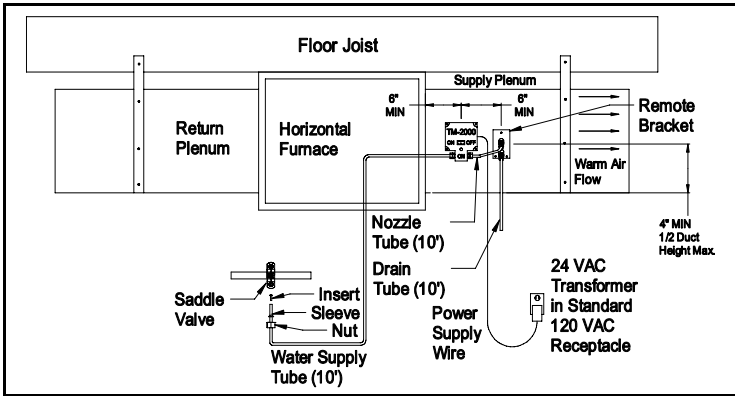 Floor Joist
Supply Plenum
6"
MIN
6"
MIN
Remote
Bracket
TM-2000
ON OFF
ON
Return
Plenum
Horizontal
Furnace
Warm Air
Flow
Nozzle
Tube (10')
4" MIN
1/2 Duct
Height Max.
Drain
Tube (10')
24 VAC
Transformer
in Standard
120 VAC
Receptacle
Saddle
Valve
Insert
Sleeve
Nut
Power
Supply
Wire
Water Supply
Tube (10')